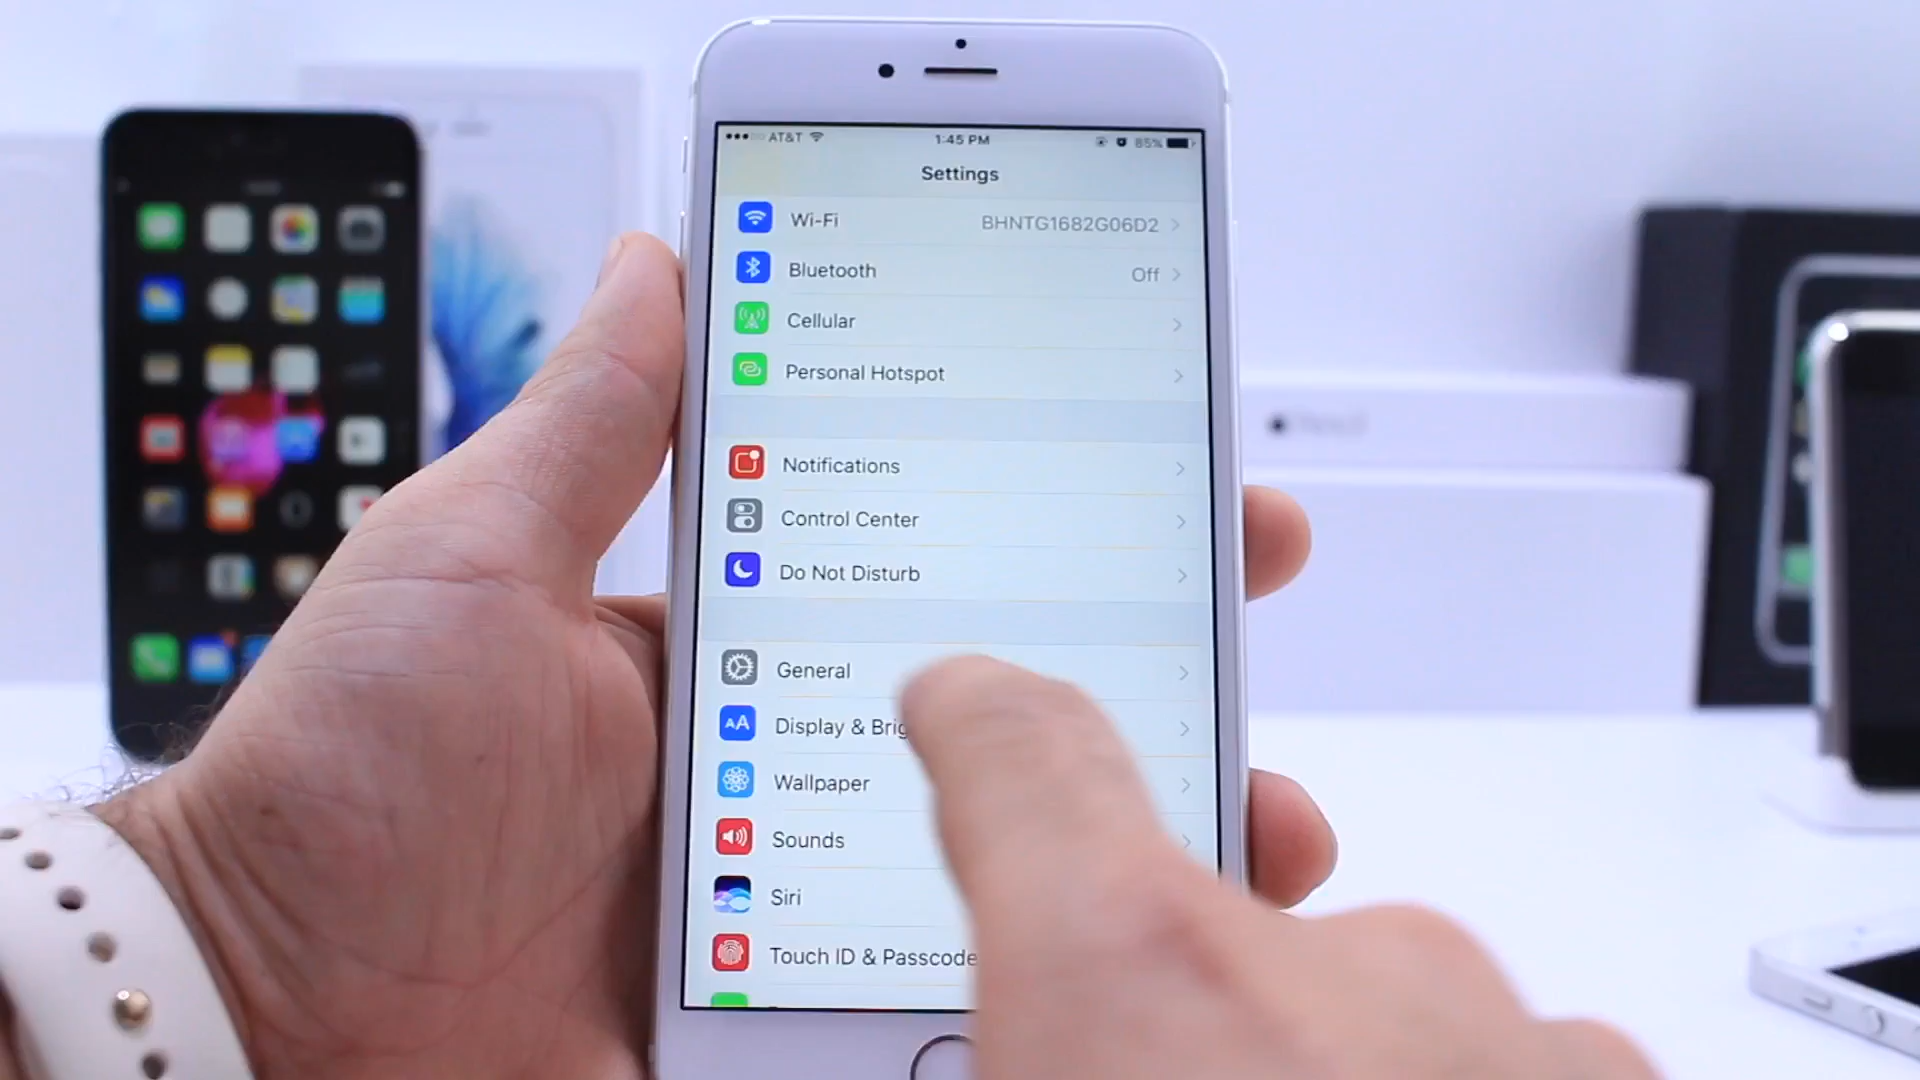 AT&T 1:45 PM 85%
Settings
Wi-Fi BHNTG1682G06D2
Bluetooth Off
Cellular
Personal Hotspot
Notifications
Control Center
Do Not Disturb
General
Display & Brig
Wallpaper
Sounds
Siri
Touch ID & Passcode